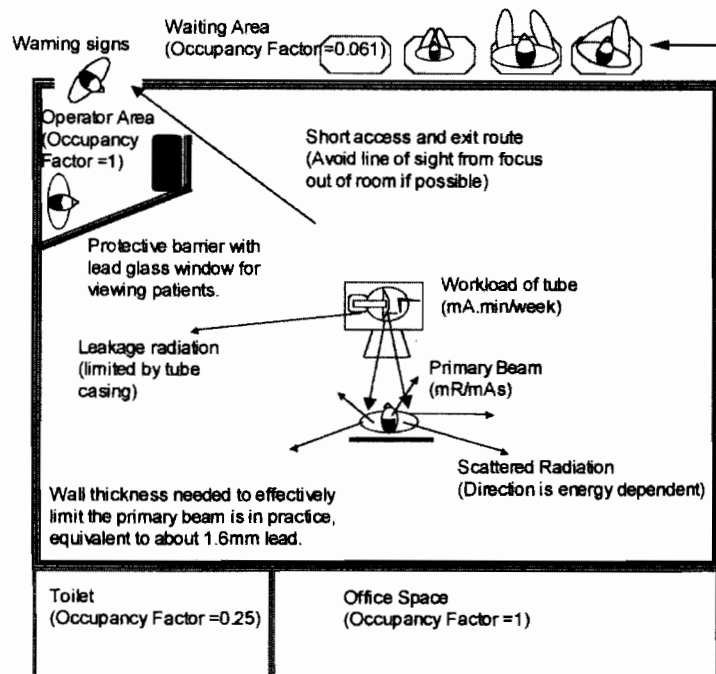 Waiting Area
(Occupancy Factor=0.061)
Warning signs
Operator Area
(Occupancy
Factor =1)
Short access and exit route
(Avoid line of sight from focus
out of room if possible)
Protective barrier with
lead glass window for
viewing patients.
Workload of tube
(mA.min/week)
Leakage radiation
(limited by tube
casing)
Primary Beam
(mR/mAs)
Scattered Radiation
(Direction is energy dependent)
Wall thickness needed to effectively
limit the primary beam is in practice,
equivalent to about 1.6mm lead.
Toilet
(Occupancy Factor =0.25)
Office Space
(Occupancy Factor =1)